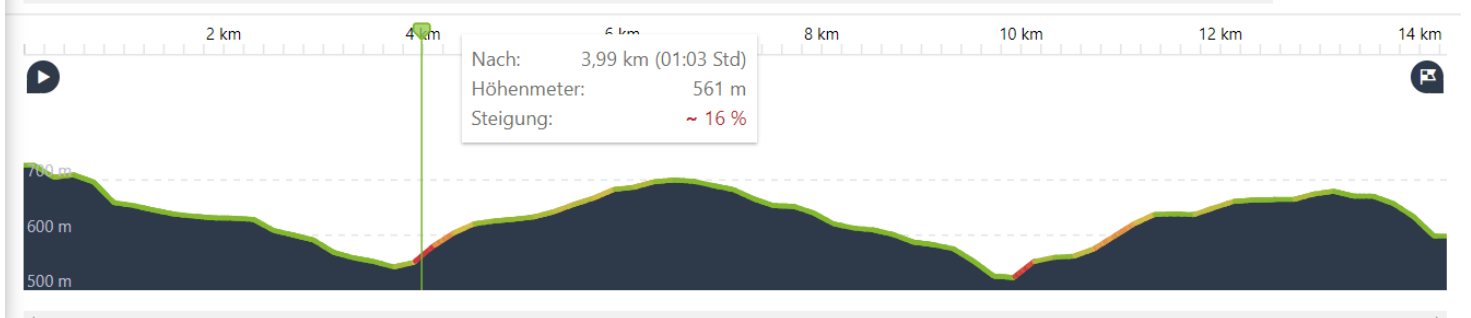 2 km 4 km 6 km 8 km 10 km 12 km 14 km
Nach: 3,99 km (01:03 Std)
Höhenmeter: 561 m
Steigung: ~ 16 %
700 m
600 m
500 m